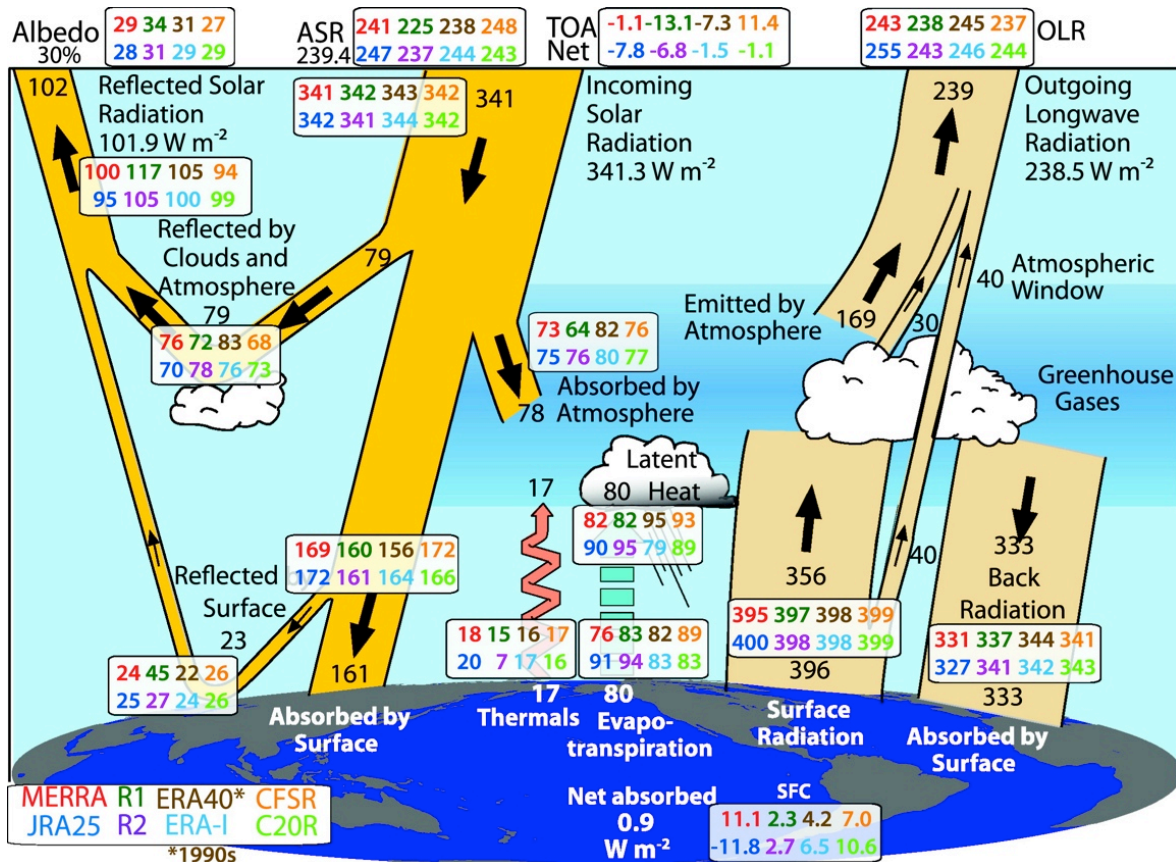 Albedo
30%
29 34 31 27
28 31 29 29
ASR
239.4
241 225 238 248
247 237 244 243
TOA
Net
-1.1 -13.1 -7.3 11.4
-7.8 -6.8 -1.5 -1.1
243 238 245 237
255 243 246 244
OLR
102
Reflected Solar
Radiation
101.9 W m-2
341 342 343 342
342 341 344 342
341
Incoming
Solar
Radiation
341.3 W m-2
239
Outgoing
Longwave
Radiation
238.5 W m-2
100 117 105 94
95 105 100 99
Reflected by
Clouds and
Atmosphere
79
79
76 72 83 68
70 78 76 73
73 64 82 76
75 76 80 77
Absorbed by
Atmosphere
78
Emitted by
Atmosphere
169
30
40
Atmospheric
Window
Greenhouse
Gases
Latent
80 Heat
17
82 82 95 93
90 95 79 89
169 160 156 172
172 161 164 166
Reflected
Surface
23
24 45 22 26
25 27 24 26
161
Absorbed by
Surface
18 15 16 17
20 7 17 16
17
Thermals
76 83 82 89
91 94 83 83
80
Evapo-
transpiration
356
40
395 397 398 399
400 398 398 399
396
Surface
Radiation
333
Back
Radiation
331 337 344 341
327 341 342 343
333
Absorbed by
Surface
MERRA R1 ERA40* CFSR
JRA25 R2 ERA-I C20R
*1990s
Net absorbed
0.9
W m-2
SFC
11.1 2.3 4.2 7.0
-11.8 2.7 6.5 10.6